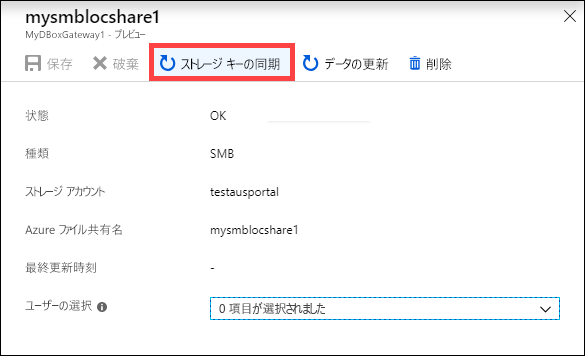 mysmblocshare1
MyDBoxGateway1 - プレビュー
保存 破棄 ストレージ キーの同期 データの更新 削除
状態 OK
種類 SMB
ストレージ アカウント testausportal
Azure ファイル共有名 mysmblocshare1
最終更新時刻 -
ユーザーの選択 0 項目が選択されました